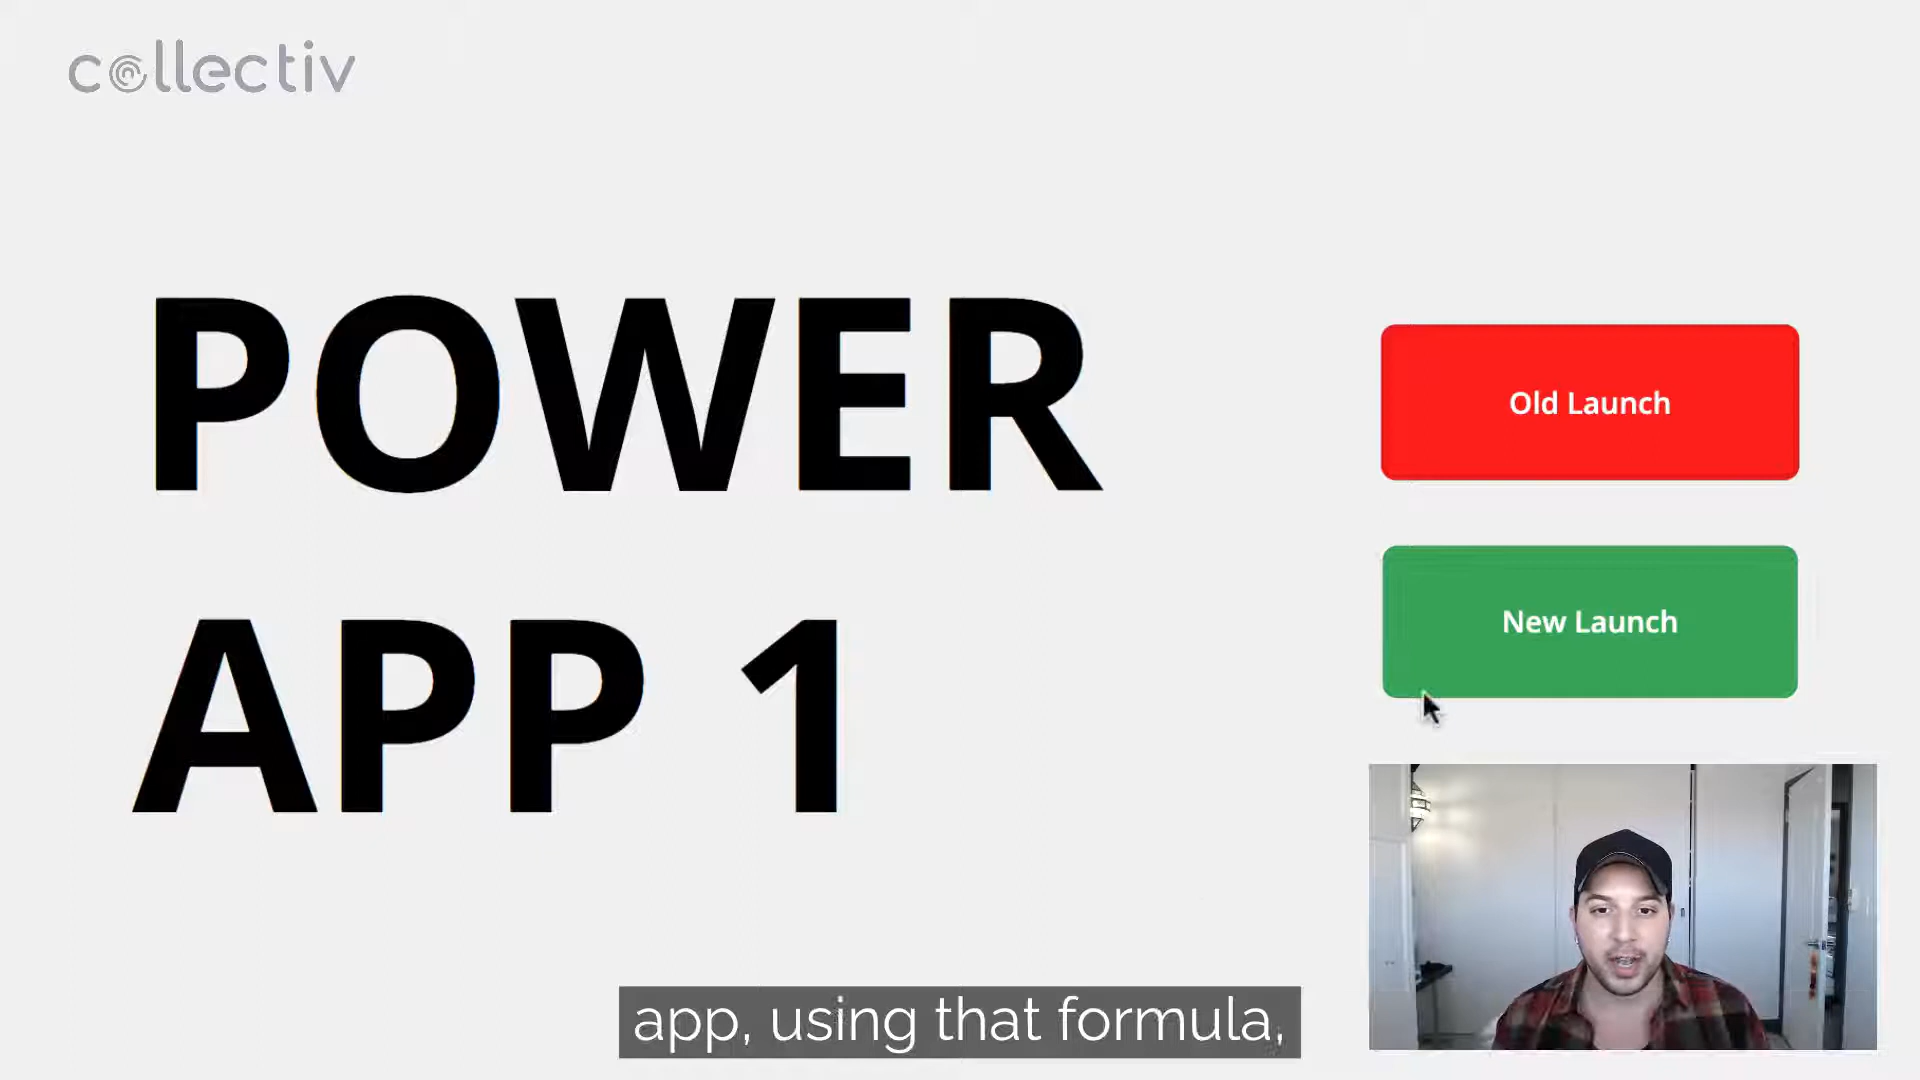 collectiv
POWER
APP 1
Old Launch
New Launch
app, using that formula,